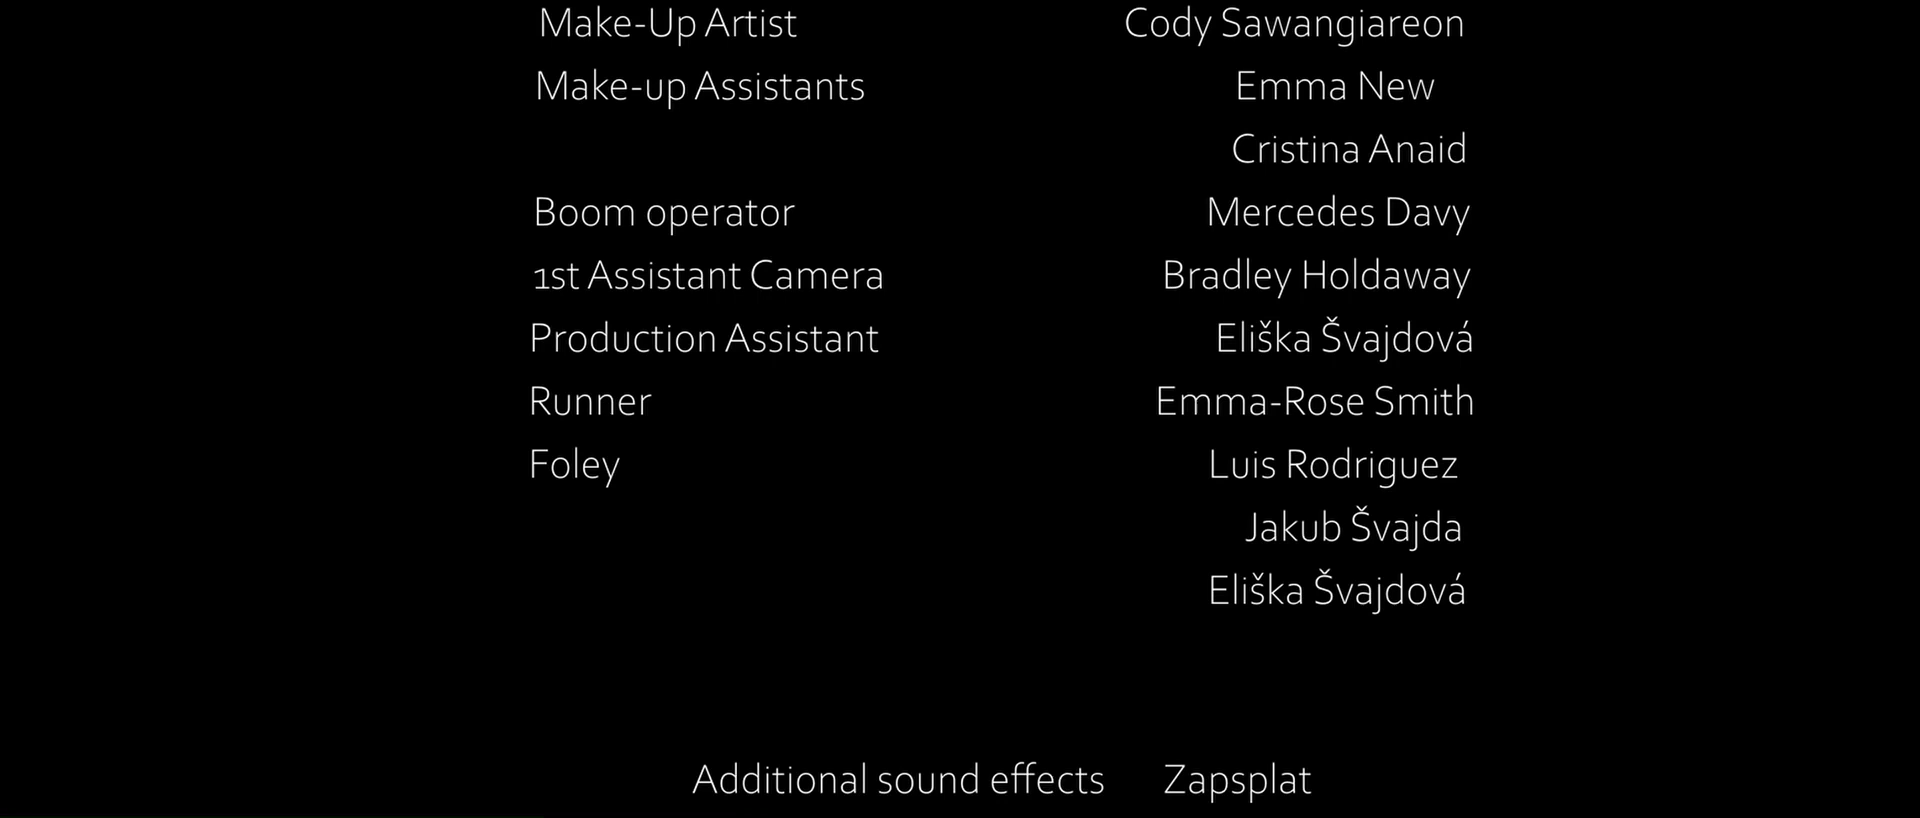 Make-Up Artist Cody Sawangiareon
Make-up Assistants Emma New
Cristina Anaid
Boom operator Mercedes Davy
1st Assistant Camera Bradley Holdaway
Production Assistant Eliška Švajdová
Runner Emma-Rose Smith
Foley Luis Rodriguez
Jakub Švajda
Eliška Švajdová
Additional sound effects Zapsplat